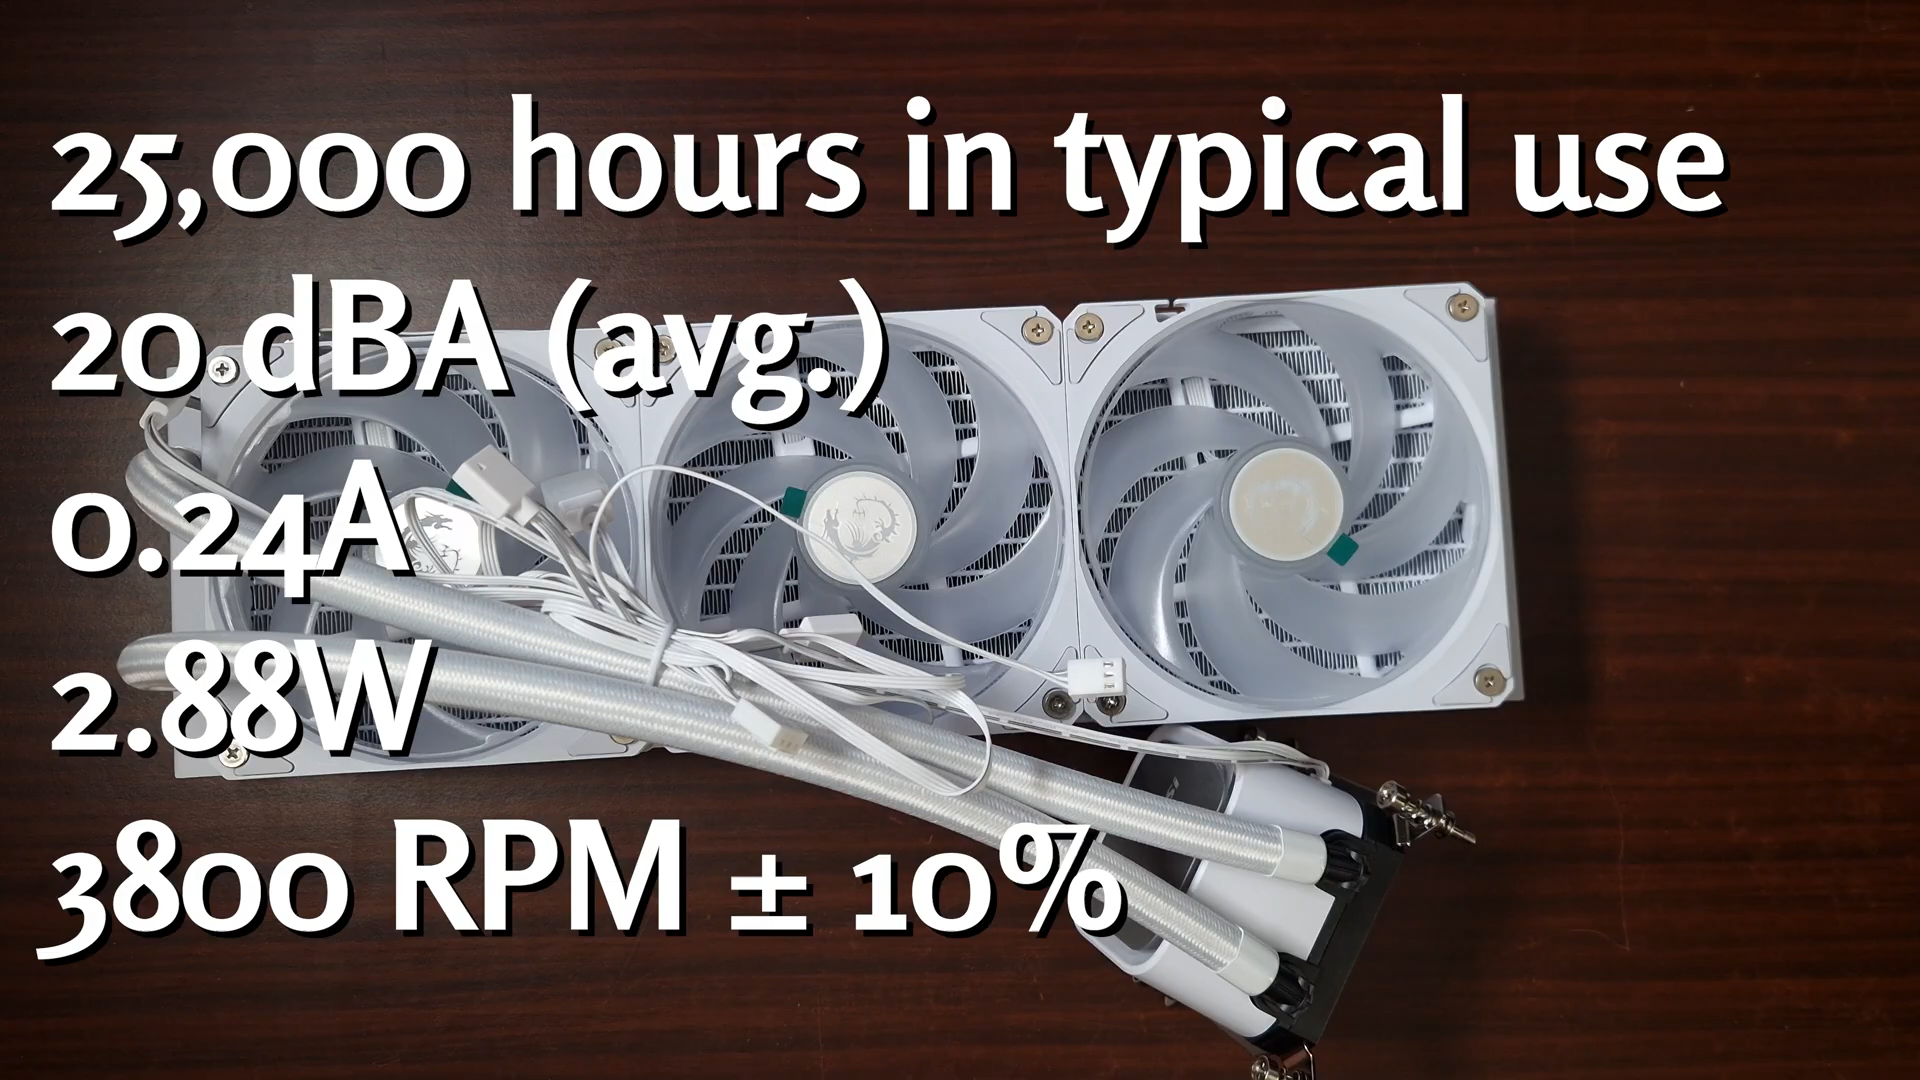 25,000 hours in typical use
20 dBA (avg.)
0.24A
2.88W
3800 RPM ± 10%